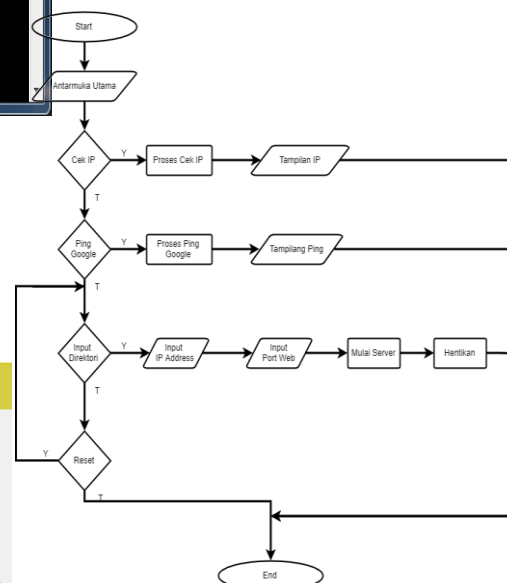 Start
Antarmuka Utama
Cek IP
Y
Proses Cek IP
Tampilan IP
T
Ping
Google
Y
Proses Ping
Google
Tampilang Ping
T
Input
Direktori
Y
Input
IP Address
Input
Port Web
Mulai Server
Hentikan
T
Reset
Y
T
End